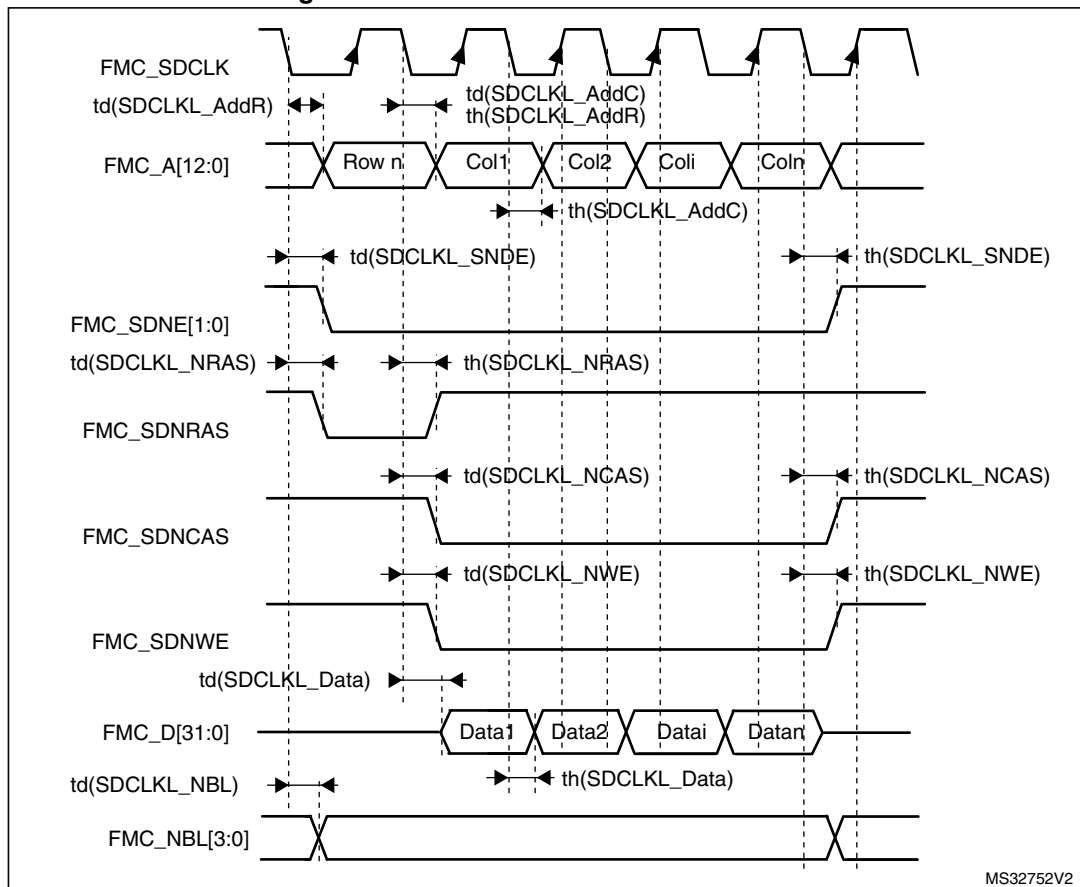 FMC_SDCLK
td(SDCLKL_AddR)
td(SDCLKL_AddC)
th(SDCLKL_AddR)
FMC_A[12:0]
Row n
Col1
Col2
Coli
Coln
th(SDCLKL_AddC)
td(SDCLKL_SNDE)
th(SDCLKL_SNDE)
FMC_SDNE[1:0]
td(SDCLKL_NRAS)
th(SDCLKL_NRAS)
FMC_SDNRAS
td(SDCLKL_NCAS)
th(SDCLKL_NCAS)
FMC_SDNCAS
td(SDCLKL_NWE)
th(SDCLKL_NWE)
FMC_SDNWE
td(SDCLKL_Data)
FMC_D[31:0]
Data1
Data2
Datai
Datan
td(SDCLKL_NBL)
th(SDCLKL_Data)
FMC_NBL[3:0]
MS32752V2